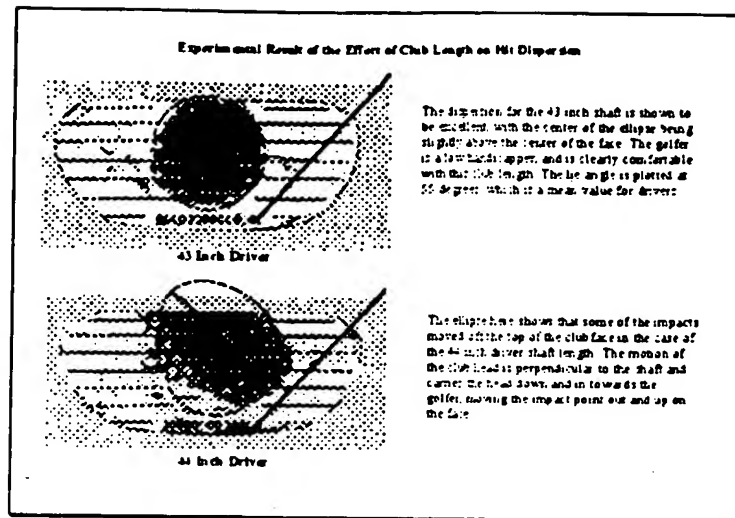 Experimental Result of the Effect of Club Length on Hit Dispersion
The dispersion for the 43 inch shaft is shown to
be excellent, with the center of the ellipse being
slightly above the center of the face. The golfer
is a low handicapper, and is clearly comfortable
with this club length. The lie angle is plotted at
55 degrees, which is a mean value for drivers
43 Inch Driver
The ellipse here shows that some of the impacts
moved off the top of the club face in the case of
the 44 inch driver shaft length. The motion of
the club head is perpendicular to the shaft and
carries the head down and in towards the
golfer, moving the impact point out and up on
the face
44 Inch Driver